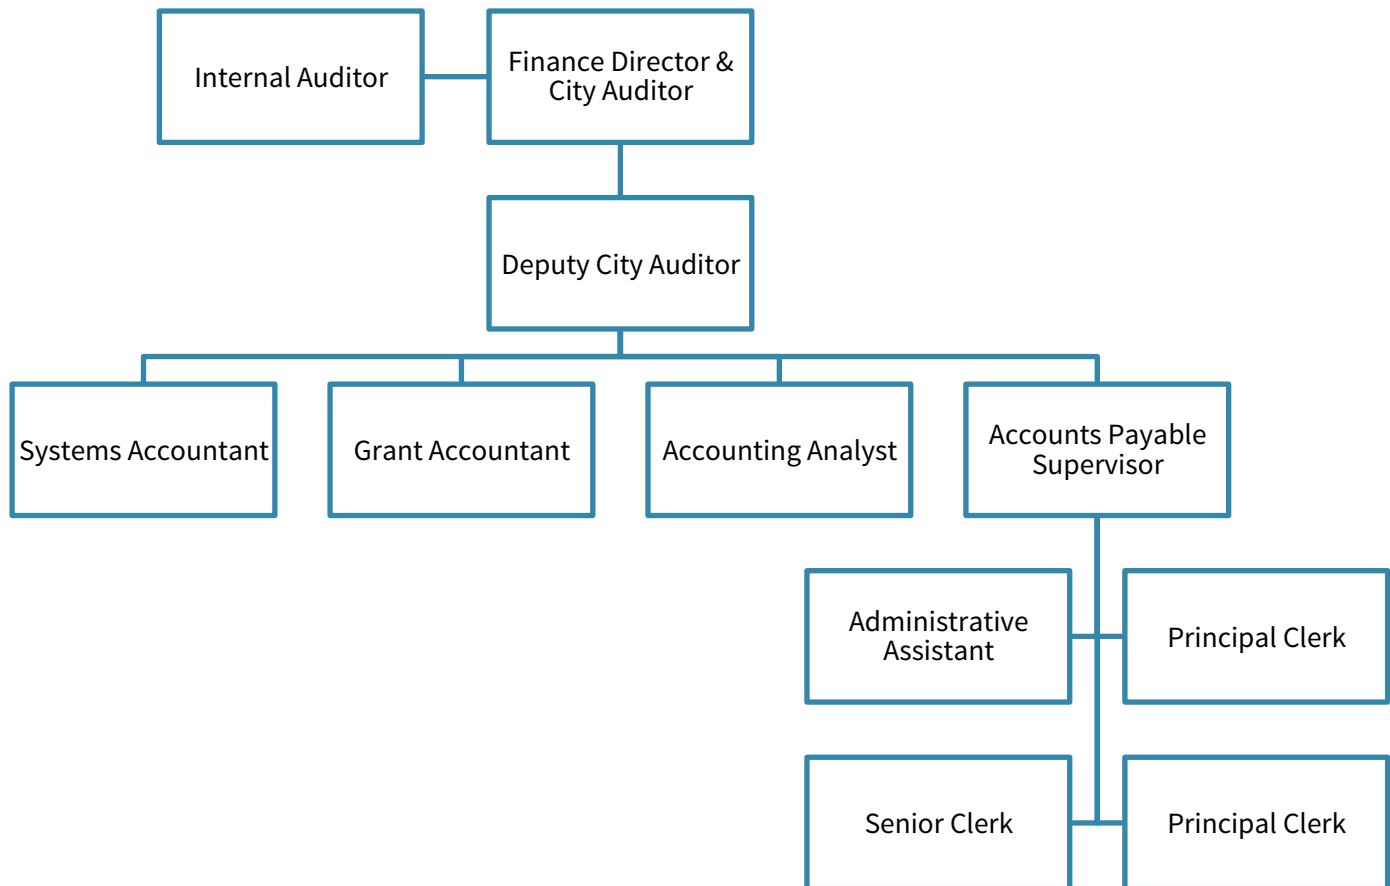 Internal Auditor
Finance Director &
City Auditor
Deputy City Auditor
Systems Accountant
Grant Accountant
Accounting Analyst
Accounts Payable
Supervisor
Administrative
Assistant
Principal Clerk
Senior Clerk
Principal Clerk